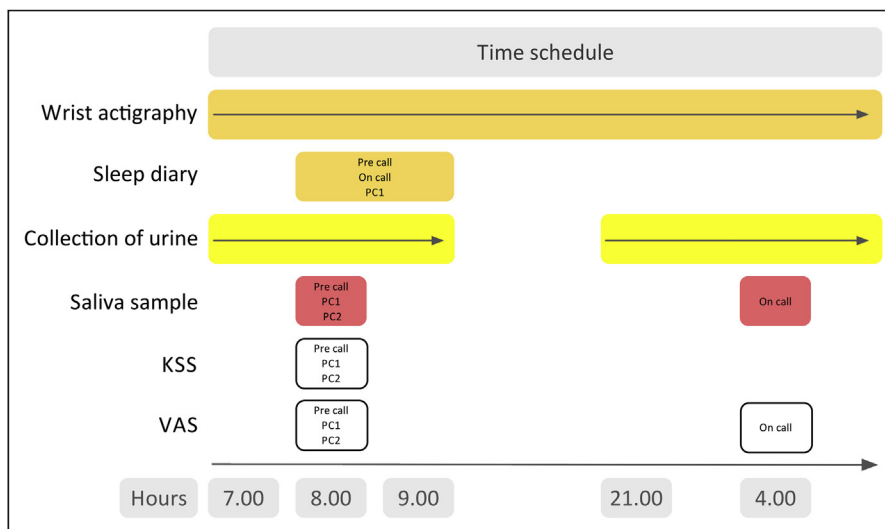 Time schedule
Wrist actigraphy
Sleep diary
Pre call
On call
PC1
Collection of urine
Saliva sample
Pre call
PC1
PC2
On call
KSS
Pre call
PC1
PC2
VAS
Pre call
PC1
PC2
On call
Hours 7.00 8.00 9.00 21.00 4.00